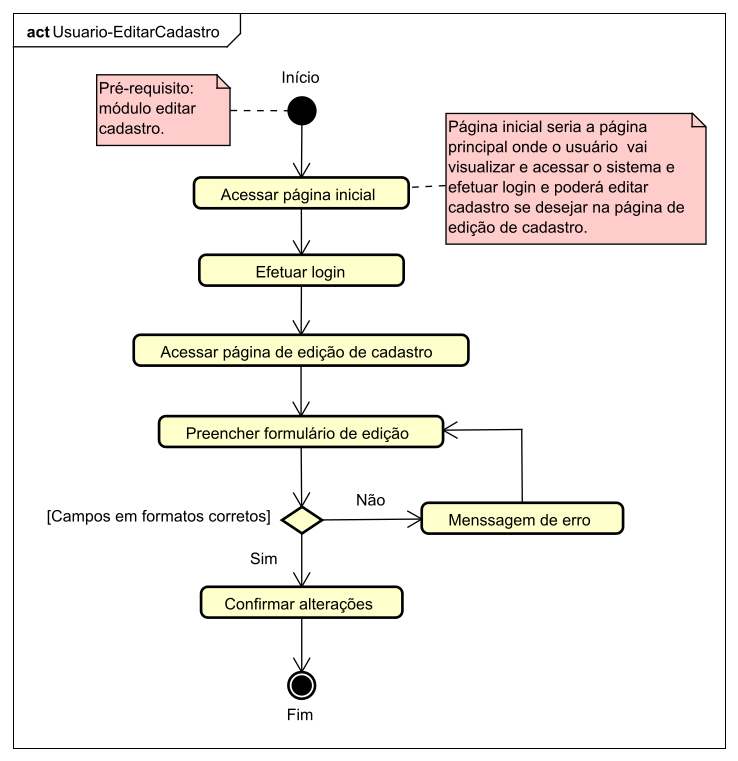 act Usuario-EditarCadastro
Início
Pré-requisito:
módulo editar
cadastro.
Página inicial seria a página
principal onde o usuário  vai
visualizar e acessar o sistema e
efetuar login e poderá editar
cadastro se desejar na página de
edição de cadastro.
Acessar página inicial
Efetuar login
Acessar página de edição de cadastro
Preencher formulário de edição
Não
[Campos em formatos corretos]
Menssagem de erro
Sim
Confirmar alterações
Fim